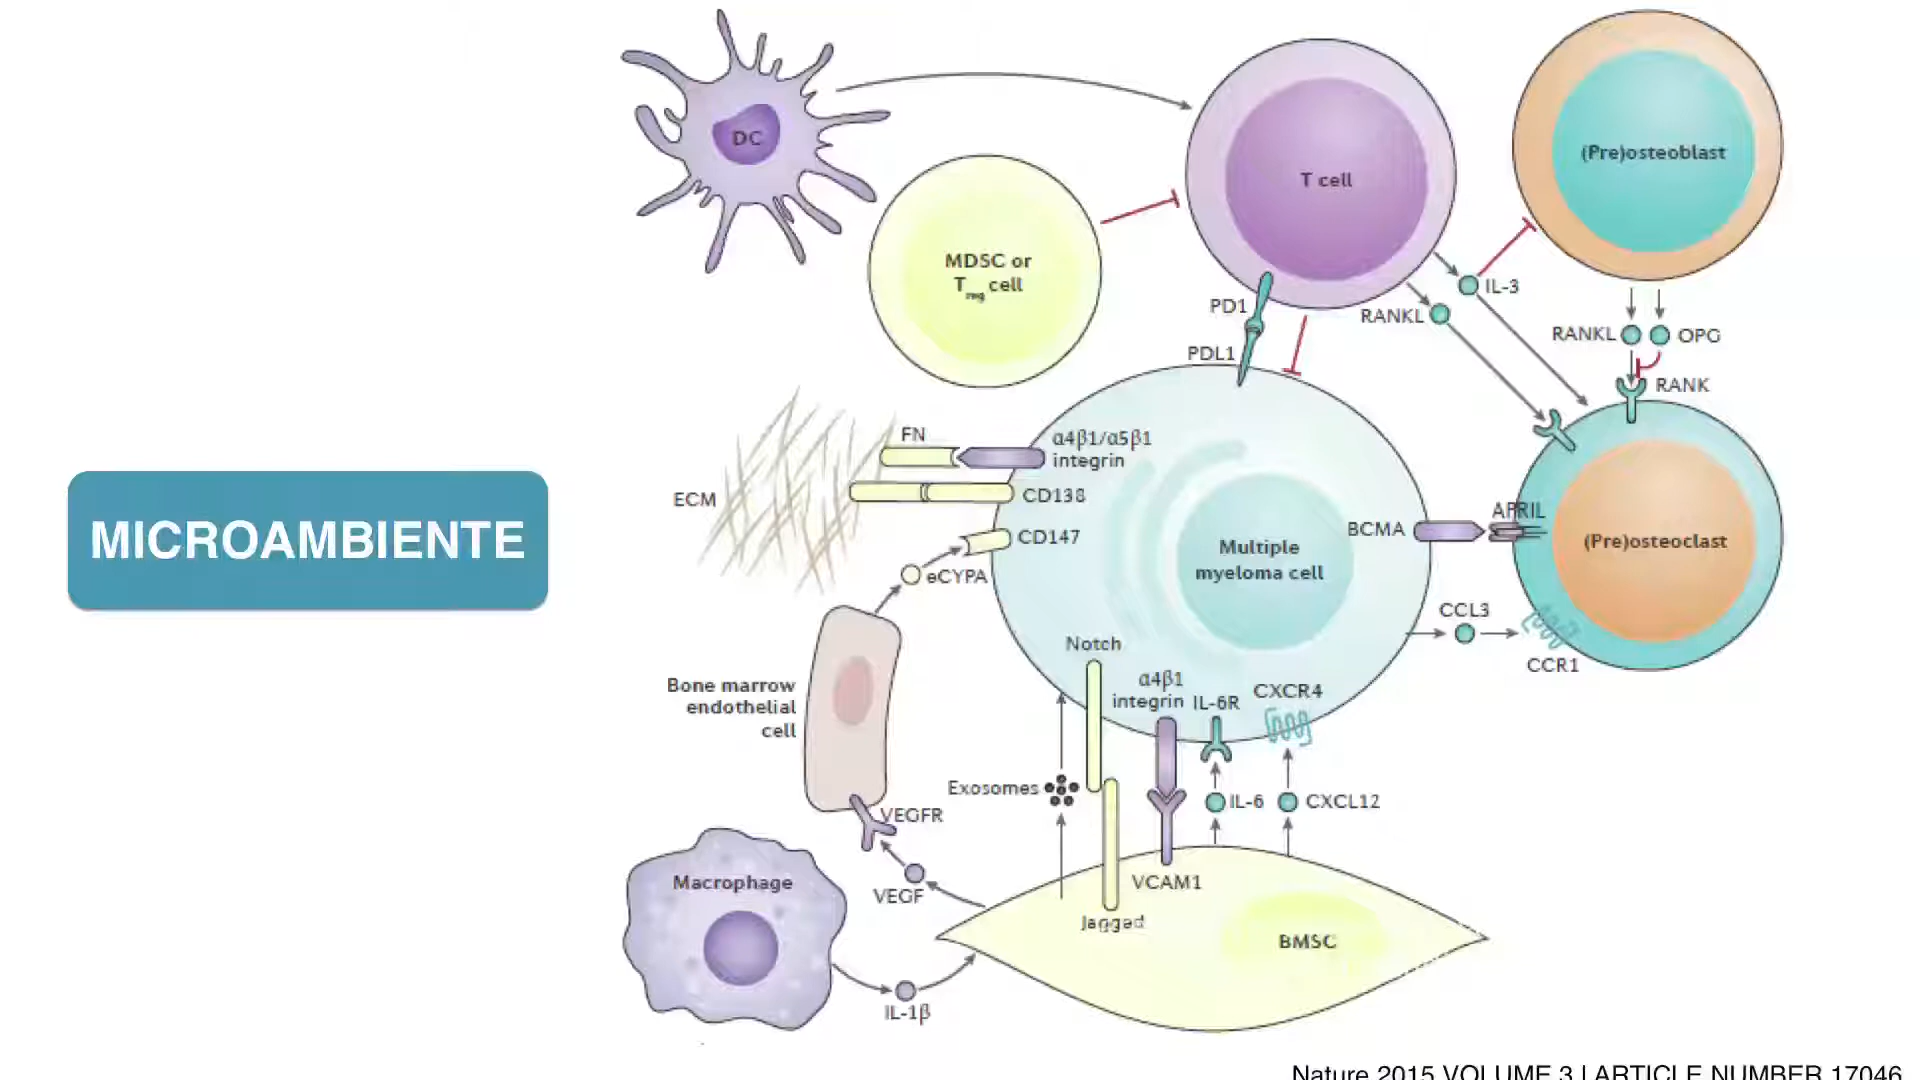 DC
T cell
(Pre)osteoblast
MDSC or
Treg cell
IL-3
PD1
RANKL
RANKL
OPG
PDL1
RANK
FN
α4β1/α5β1
integrin
ECM
CD138
APRIL
BCMA
CD147
(Pre)osteoclast
MICROAMBIENTE
Multiple
myeloma cell
eCYPA
CCL3
Notch
CCR1
α4β1
integrin
IL-6R
CXCR4
Bone marrow
endothelial
cell
Exosomes
IL-6
CXCL12
VEGFR
Macrophage
VCAM1
VEGF
Jagged
BMSC
IL-1β
Nature 2015 VOLUME 3 | ARTICLE NUMBER 17046